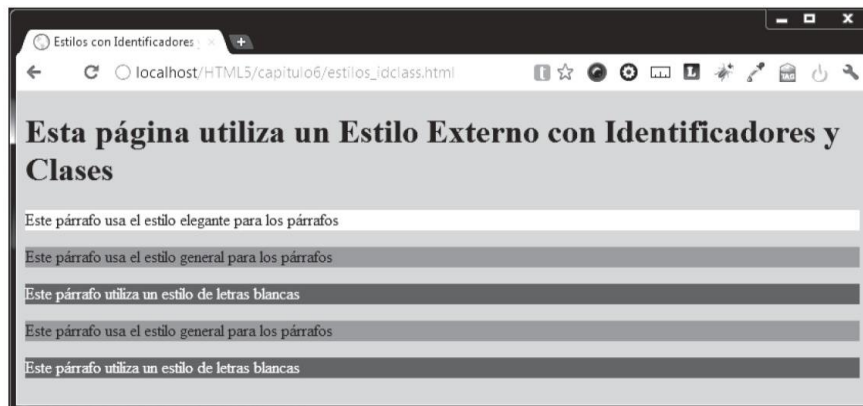 Estilos con Identificadores
localhost/HTML5/capitulo6/estilos_idclass.html
Esta página utiliza un Estilo Externo con Identificadores y
Clases
Este párrafo usa el estilo elegante para los párrafos
Este párrafo usa el estilo general para los párrafos
Este párrafo utiliza un estilo de letras blancas
Este párrafo usa el estilo general para los párrafos
Este párrafo utiliza un estilo de letras blancas